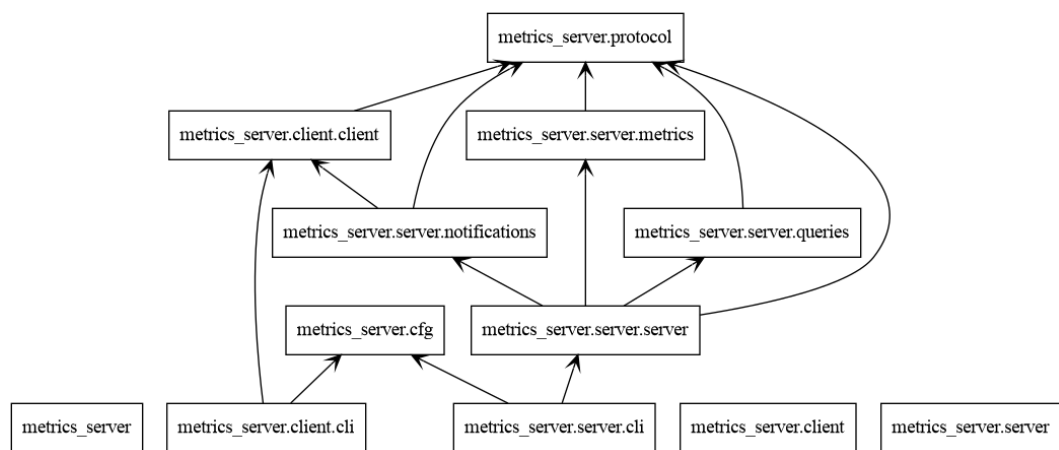 metrics_server.protocol
metrics_server.client.client
metrics_server.server.metrics
metrics_server.server.notifications
metrics_server.server.queries
metrics_server.cfg
metrics_server.server.server
metrics_server
metrics_server.client.cli
metrics_server.server.cli
metrics_server.client
metrics_server.server